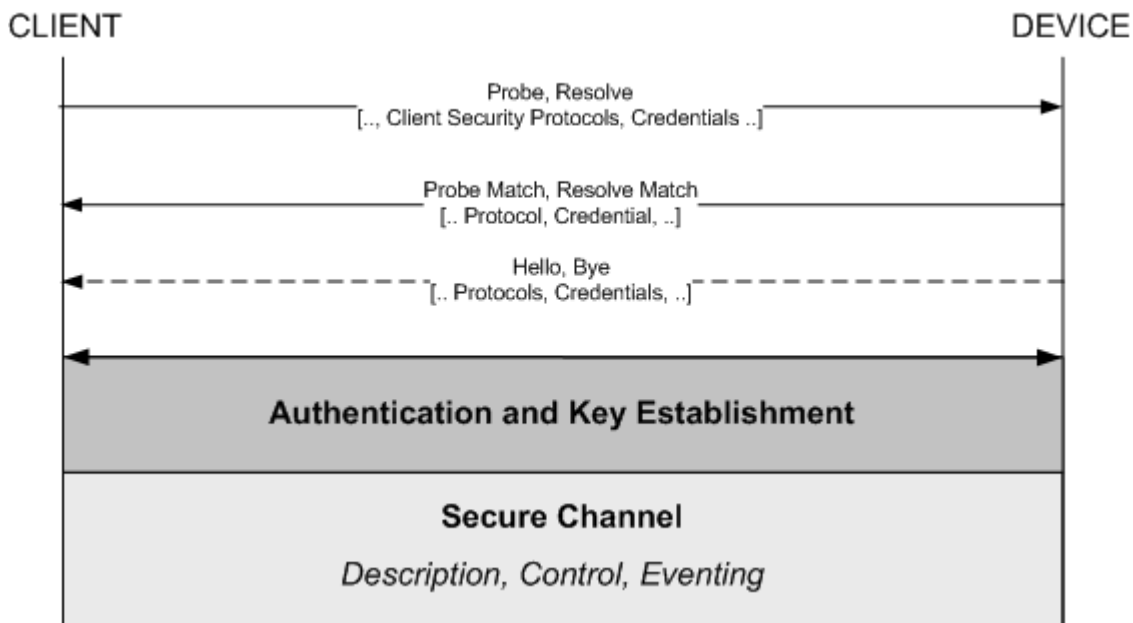 CLIENT
DEVICE
Probe, Resolve
[.., Client Security Protocols, Credentials ..]
Probe Match, Resolve Match
[.. Protocol, Credential, ..]
Hello, Bye
[.. Protocols, Credentials, ..]
Authentication and Key Establishment
Secure Channel
Description, Control, Eventing